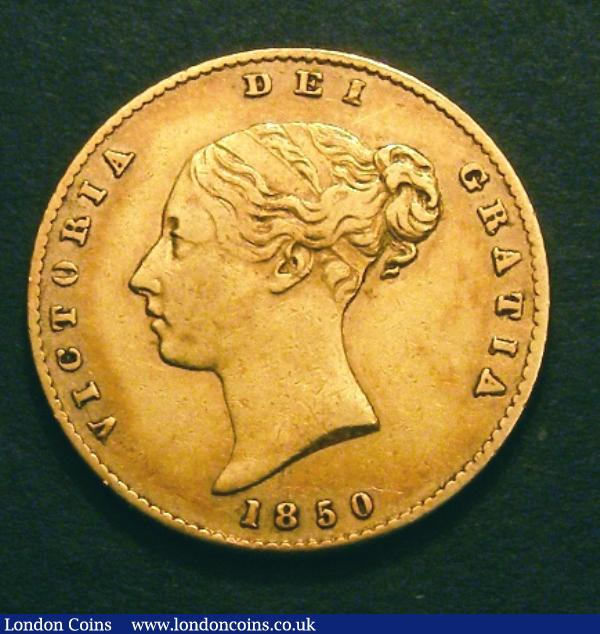 VICTORIA DEI GRATIA
1850
London Coins www.londoncoins.co.uk